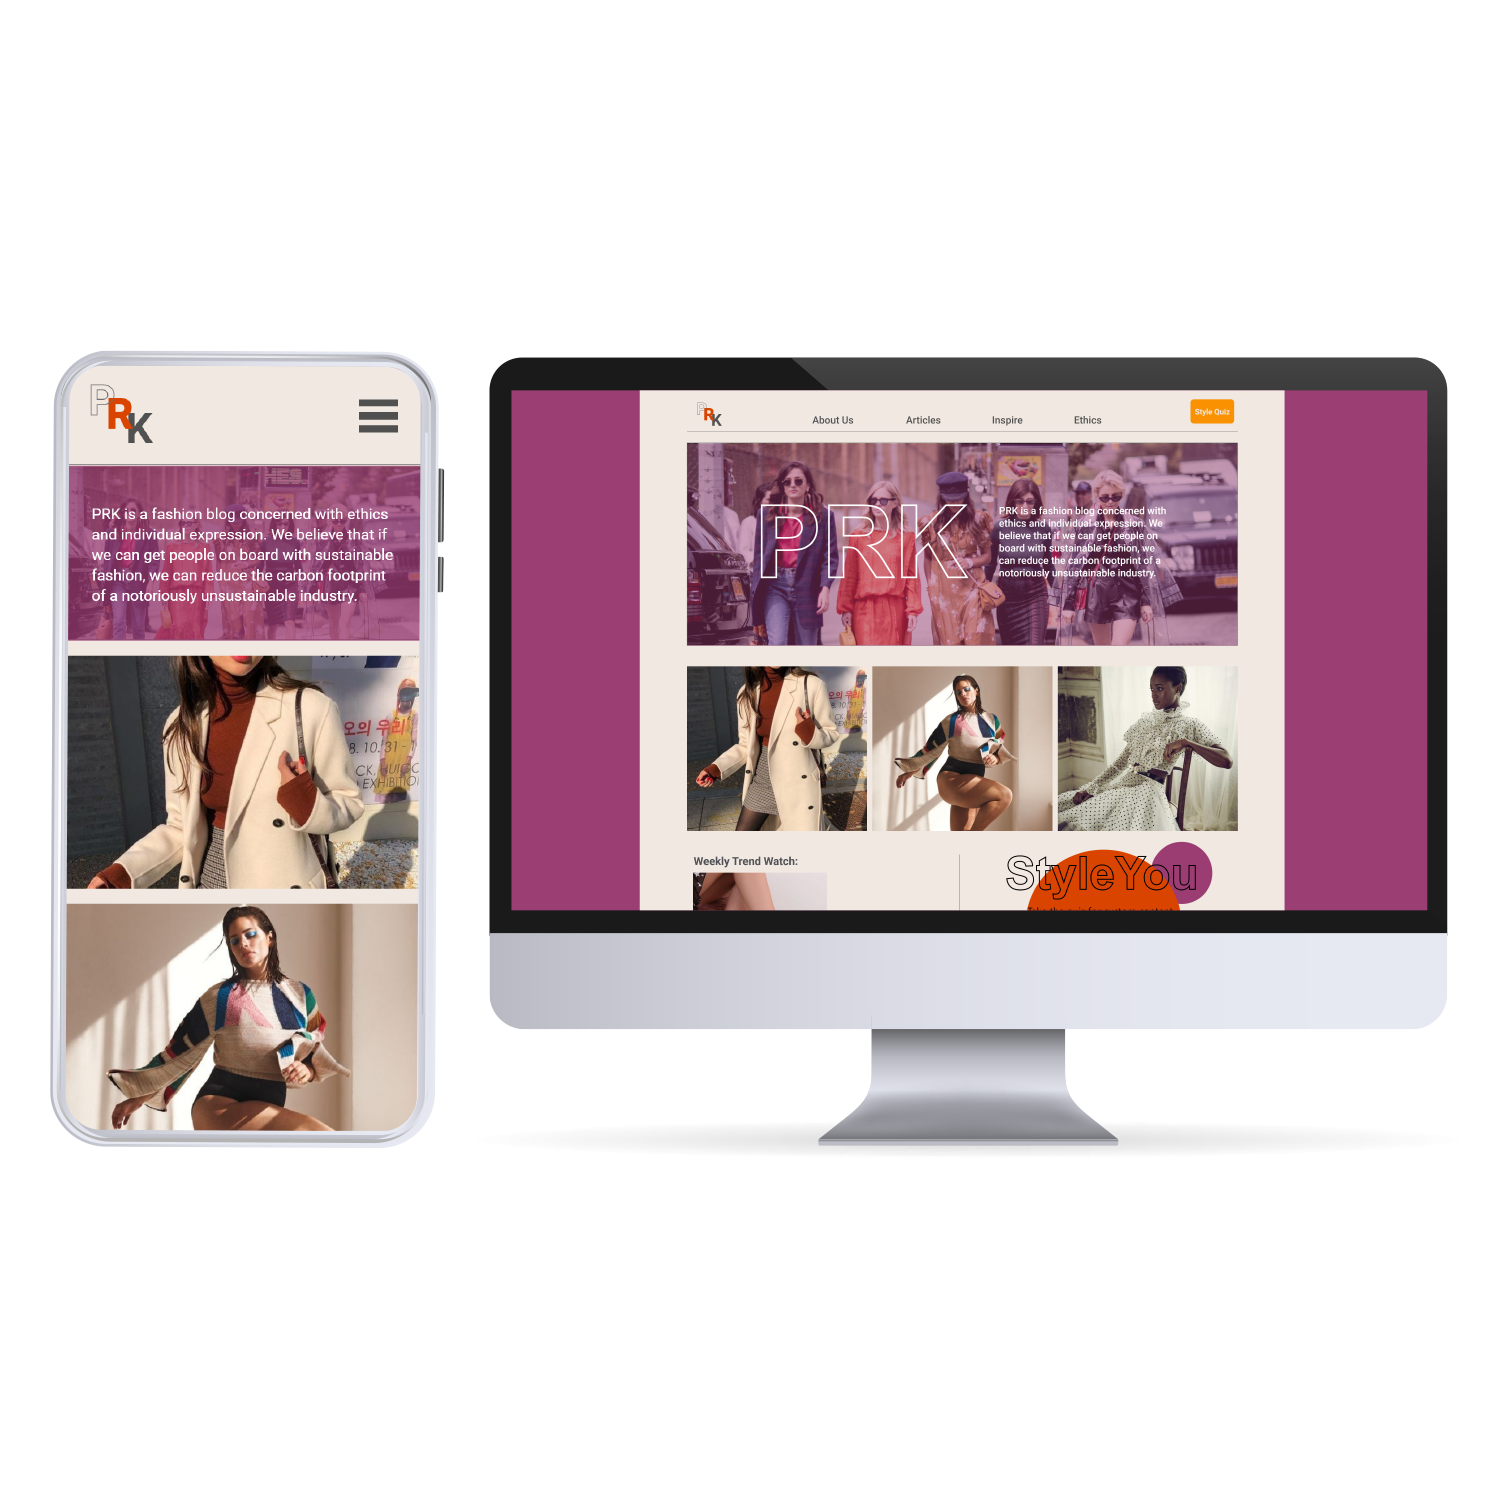 PRK
PRK is a fashion blog concerned with ethics
and individual expression. We believe that if
we can get people on board with sustainable
fashion, we can reduce the carbon footprint
of a notoriously unsustainable industry.
오의 우리
8. 10.31 - 1
CK, HUIGO
EXHIBITIO
PRK
About Us
Articles
Inspire
Ethics
Style Quiz
PRK
PRK is a fashion blog concerned with
ethics and individual expression. We
believe that if we can get people on
board with sustainable fashion, we
can reduce the carbon footprint of a
notoriously unsustainable industry.
Weekly Trend Watch:
StyleYou